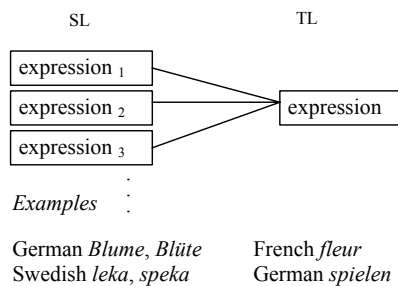 SL TL
expression 1
expression 2 expression
expression 3
Examples
German Blume, Blüte French fleur
Swedish leka, speka German spielen